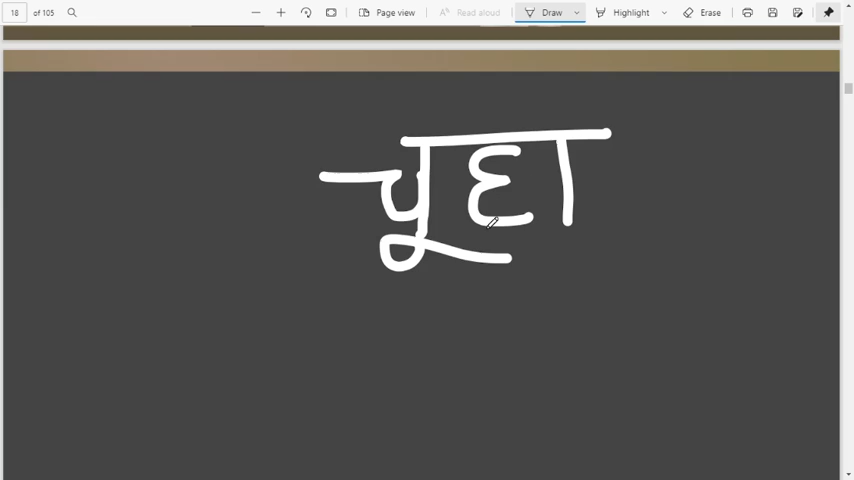 18 of 105 Page view Read aloud Draw Highlight Erase
चूहा